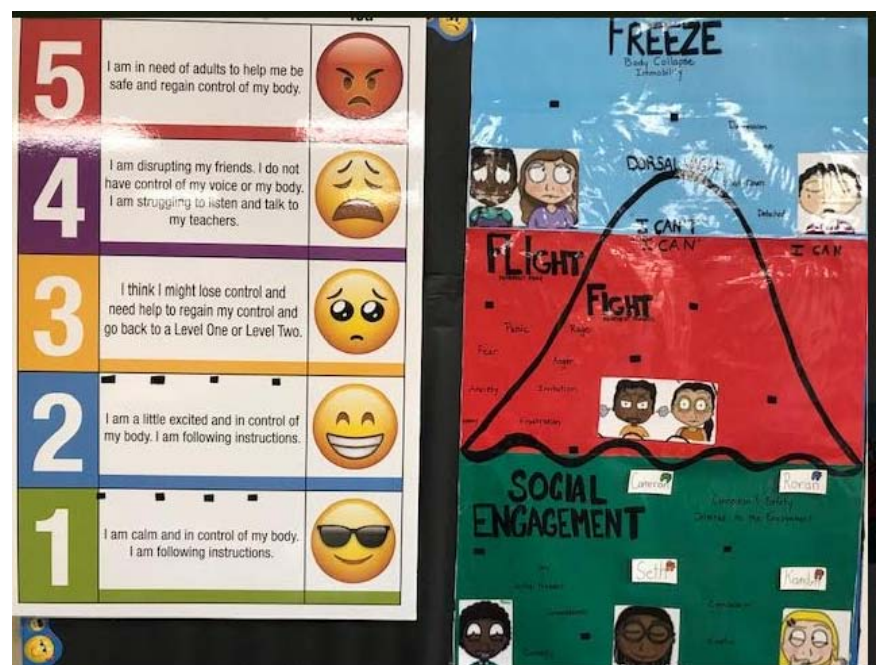 5
I am in need of adults to help me be
safe and regain control of my body.
4
I am disrupting my friends. I do not
have control of my voice or my body.
I am struggling to listen and talk to
my teachers.
3
I think I might lose control and
need help to regain my control and
go back to a Level One or Level Two.
2
I am a little excited and in control of
my body. I am following instructions.
1
I am calm and in control of my body.
I am following instructions.
FREEZE
Body Collapse
Immobility
DORSAL
I CAN'T
I CAN
I CAN
FLIGHT
FIGHT
Panic
Rage
Fear
Anger
Anxiety
Irritation
Frustration
SOCIAL
ENGAGEMENT
Cameron
Roran
Seth